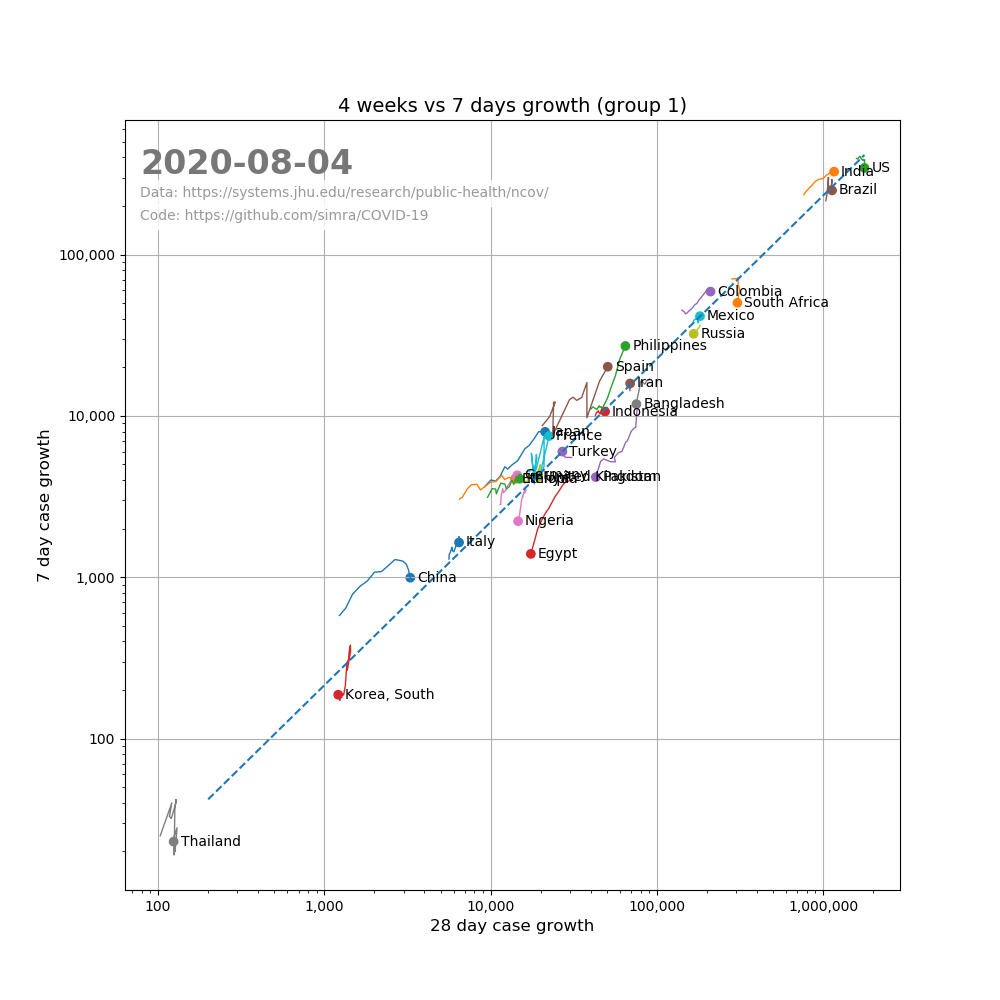 4 weeks vs 7 days growth (group 1)
2020-08-04
Data: https://systems.jhu.edu/research/public-health/ncov/
Code: https://github.com/simra/COVID-19
US
India
Brazil
100,000
Colombia
South Africa
Mexico
Russia
Philippines
Spain
Iran
Bangladesh
10,000
Indonesia
Japan
France
Turkey
Germany
United Kingdom
Pakistan
Nigeria
Italy
Egypt
1,000
China
Korea, South
100
Thailand
7 day case growth
100
1,000
10,000
100,000
1,000,000
28 day case growth